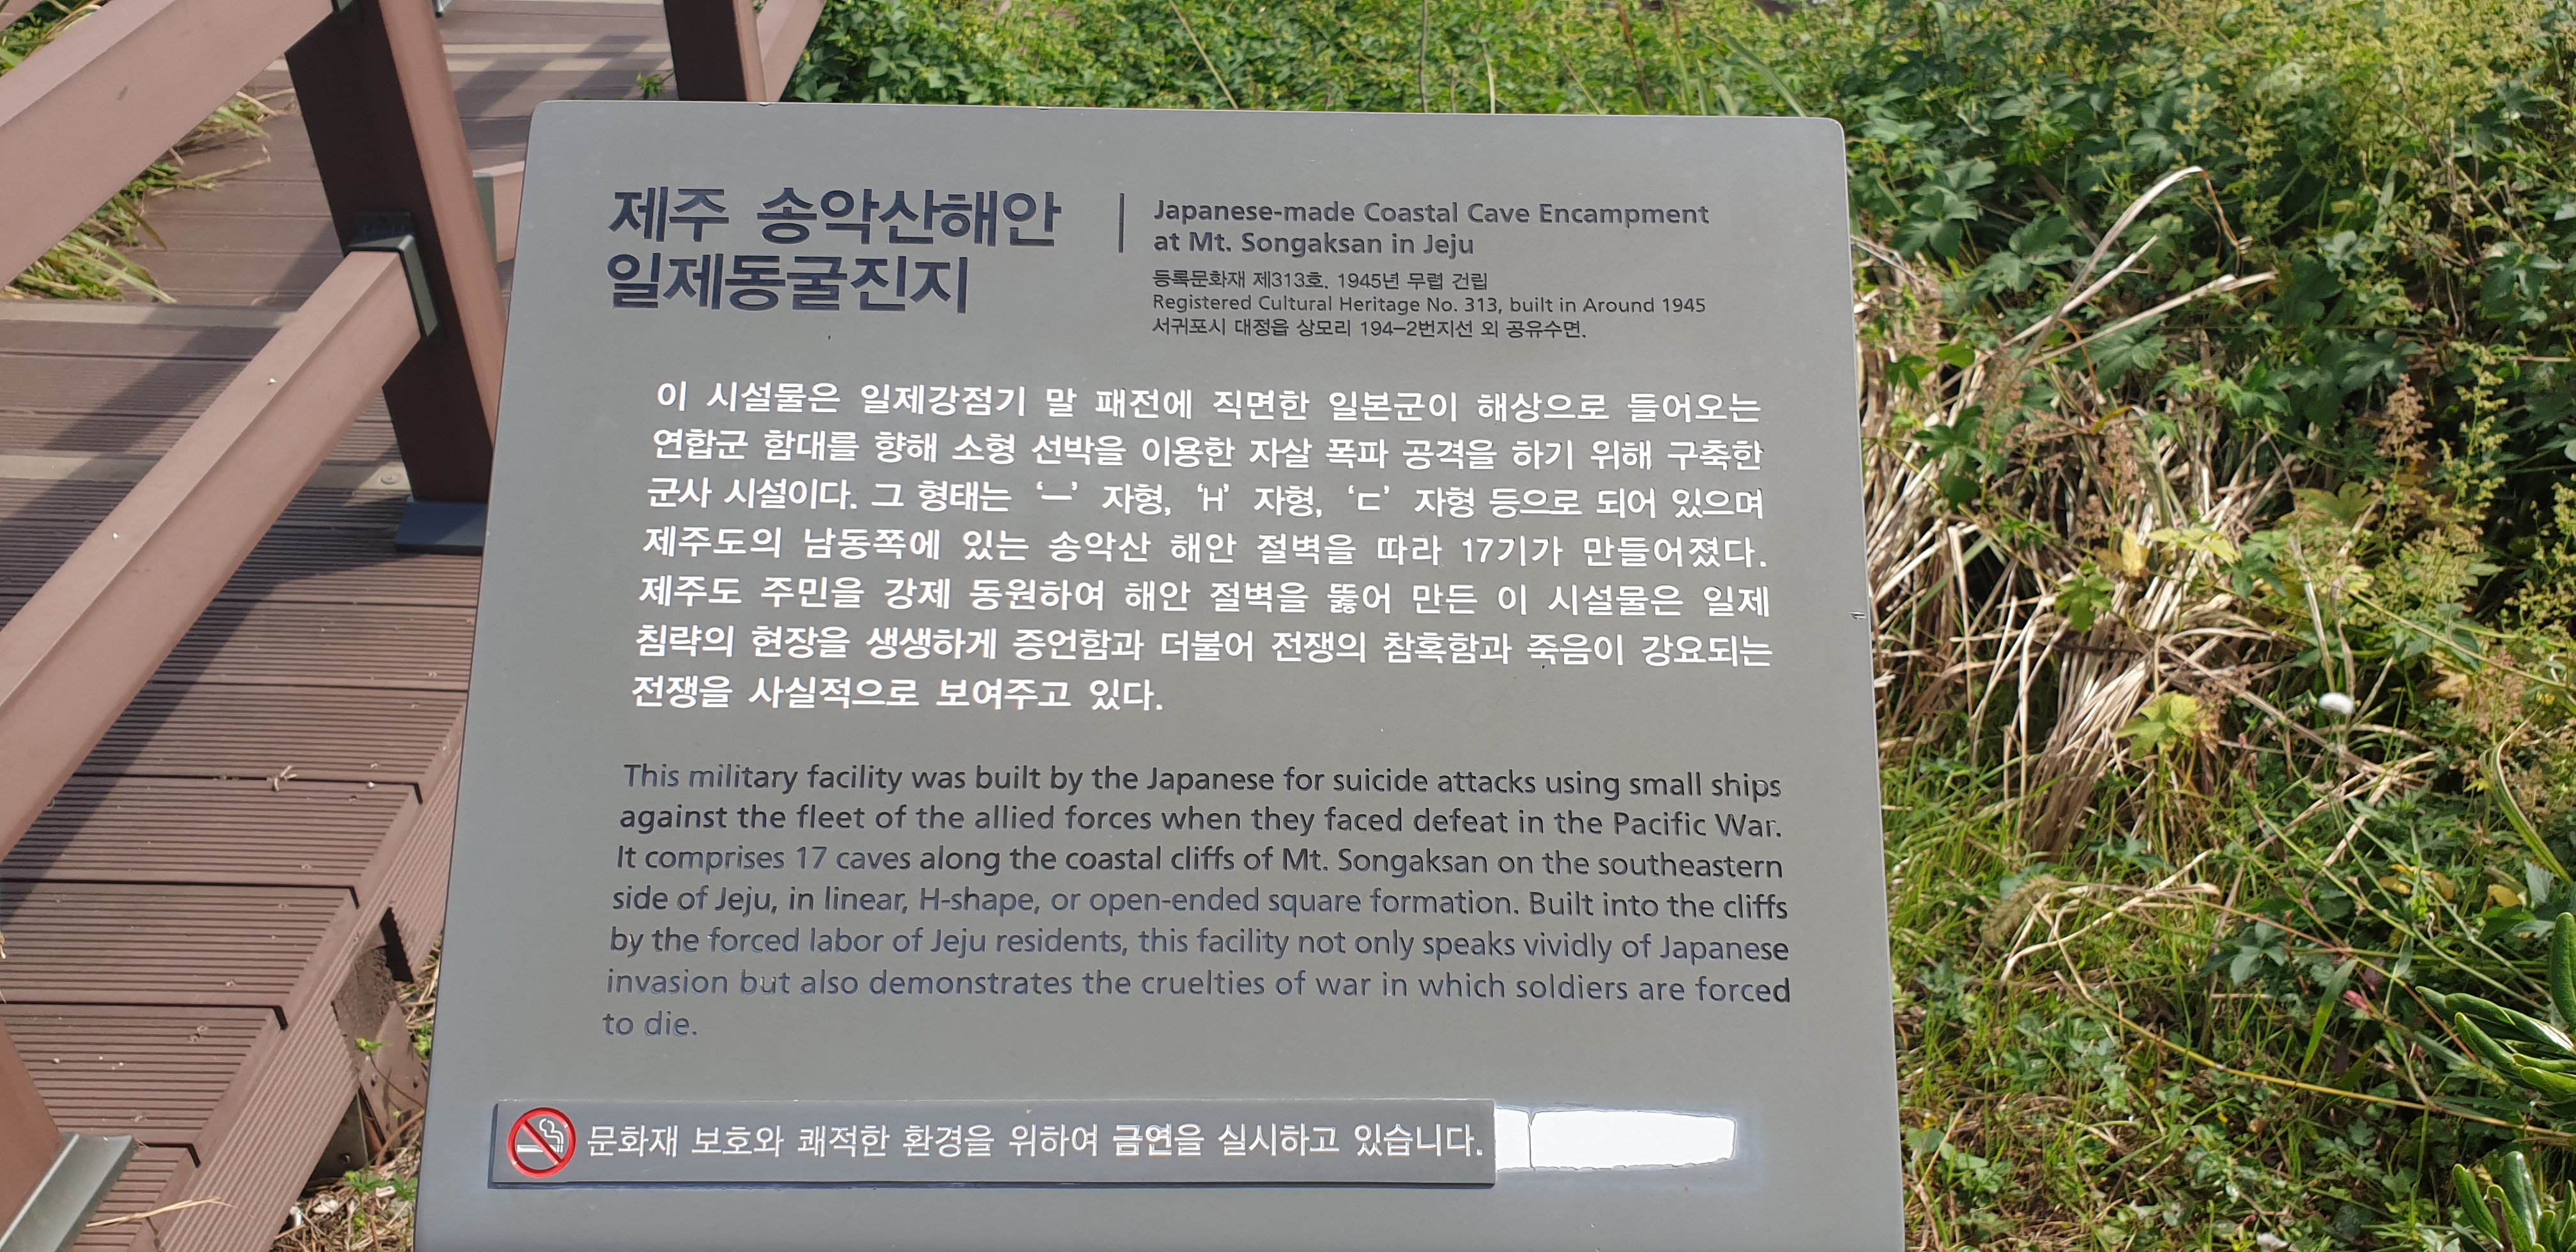 제주 송악산해안
일제동굴진지
Japanese-made Coastal Cave Encampment
at Mt. Songaksan in Jeju
등록문화재 제313호, 1945년 무렵 건립
Registered Cultural Heritage No. 313, built in Around 1945
서귀포시 대정읍 상모리 194-2번지선 외 공유수면.
이 시설물은 일제강점기 말 패전에 직면한 일본군이 해상으로 들어오는
연합군 함대를 향해 소형 선박을 이용한 자살 폭파 공격을 하기 위해 구축한
군사 시설이다. 그 형태는 ‘ㅡ’ 자형, ‘H’ 자형, ‘ㄷ’ 자형 등으로 되어 있으며
제주도의 남동쪽에 있는 송악산 해안 절벽을 따라 17기가 만들어졌다.
제주도 주민을 강제 동원하여 해안 절벽을 뚫어 만든 이 시설물은 일제
침략의 현장을 생생하게 증언함과 더불어 전쟁의 참혹함과 죽음이 강요되는
전쟁을 사실적으로 보여주고 있다.
This military facility was built by the Japanese for suicide attacks using small ships
against the fleet of the allied forces when they faced defeat in the Pacific War.
It comprises 17 caves along the coastal cliffs of Mt. Songaksan on the southeastern
side of Jeju, in linear, H-shape, or open-ended square formation. Built into the cliffs
by the forced labor of Jeju residents, this facility not only speaks vividly of Japanese
invasion but also demonstrates the cruelties of war in which soldiers are forced
to die.
문화재 보호와 쾌적한 환경을 위하여 금연을 실시하고 있습니다.